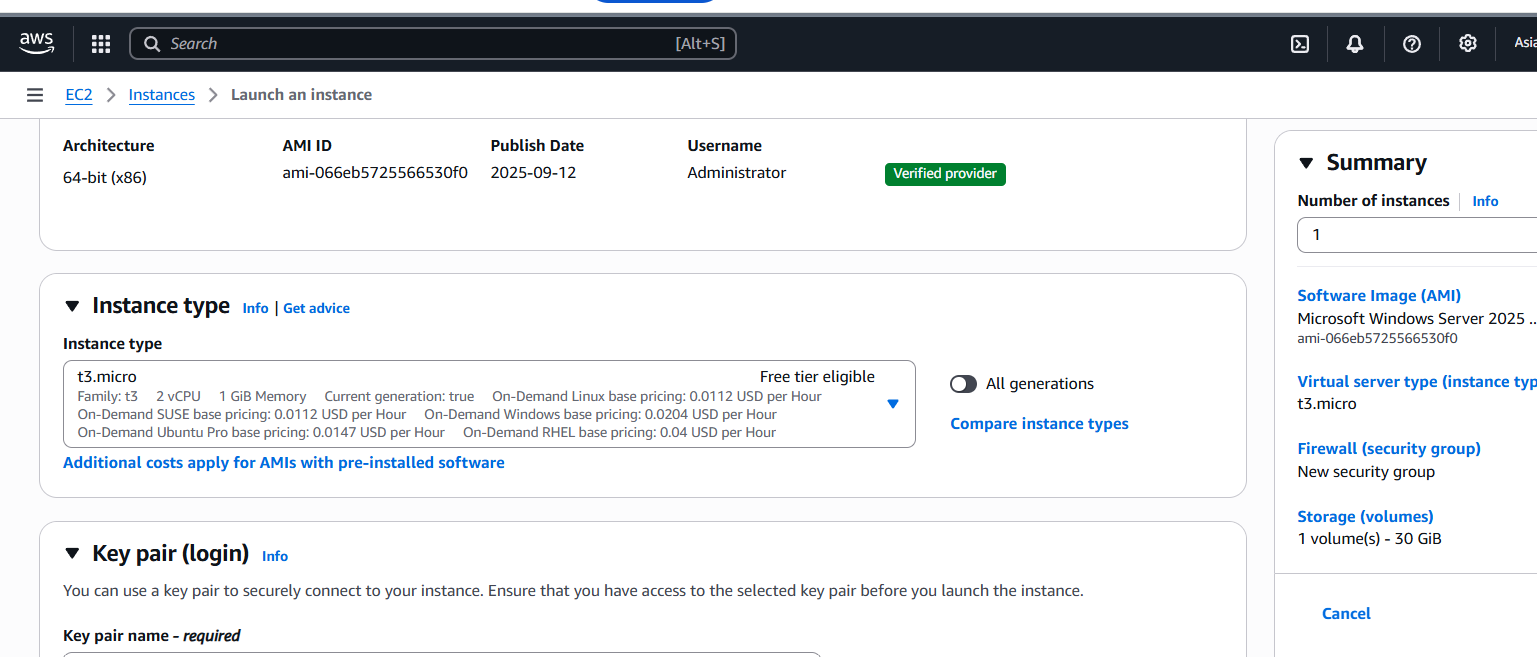 aws
Search
[Alt+S]
EC2 > Instances > Launch an instance
Architecture
64-bit (x86)
AMI ID
ami-066eb5725566530f0
Publish Date
2025-09-12
Username
Administrator
Verified provider
Instance type Info | Get advice
Instance type
t3.micro Free tier eligible
Family: t3 2 vCPU 1 GiB Memory Current generation: true On-Demand Linux base pricing: 0.0112 USD per Hour
On-Demand SUSE base pricing: 0.0112 USD per Hour On-Demand Windows base pricing: 0.0204 USD per Hour
On-Demand Ubuntu Pro base pricing: 0.0147 USD per Hour On-Demand RHEL base pricing: 0.04 USD per Hour
All generations
Compare instance types
Additional costs apply for AMIs with pre-installed software
Key pair (login) Info
You can use a key pair to securely connect to your instance. Ensure that you have access to the selected key pair before you launch the instance.
Key pair name - required
Summary
Number of instances Info
1
Software Image (AMI)
Microsoft Windows Server 2025 ...
ami-066eb5725566530f0
Virtual server type (instance typ
t3.micro
Firewall (security group)
New security group
Storage (volumes)
1 volume(s) - 30 GiB
Cancel